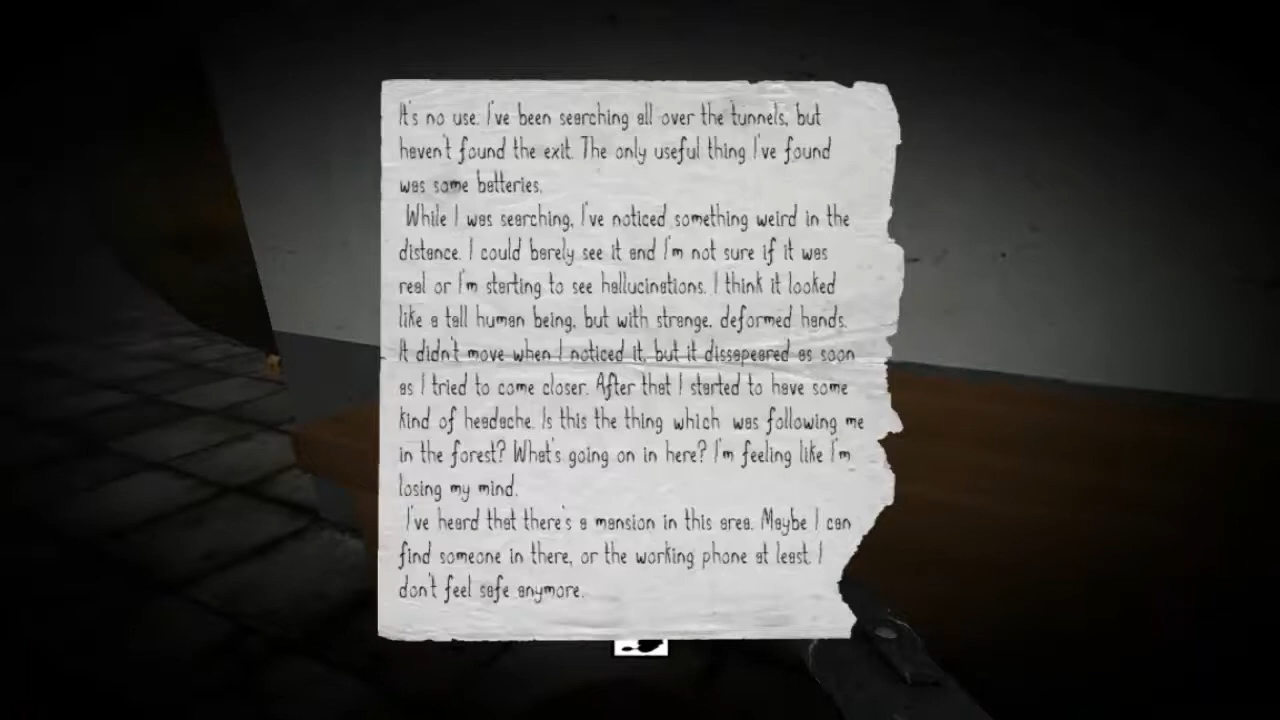 It's no use. I've been searching all over the tunnels, but
haven't found the exit. The only useful thing I've found
was some batteries.
While I was searching, I've noticed something weird in the
distance. I could barely see it and I'm not sure if it was
real or I'm starting to see hallucinations. I think it looked
like a tall human being, but with strange, deformed hands.
It didn't move when I noticed it, but it dissapeared as soon
as I tried to come closer. After that I started to have some
kind of headache. Is this the thing which was following me
in the forest? What's going on in here? I'm feeling like I'm
losing my mind.
I've heard that there's a mansion in this area. Maybe I can
find someone in there, or the working phone at least. I
don't feel safe anymore.